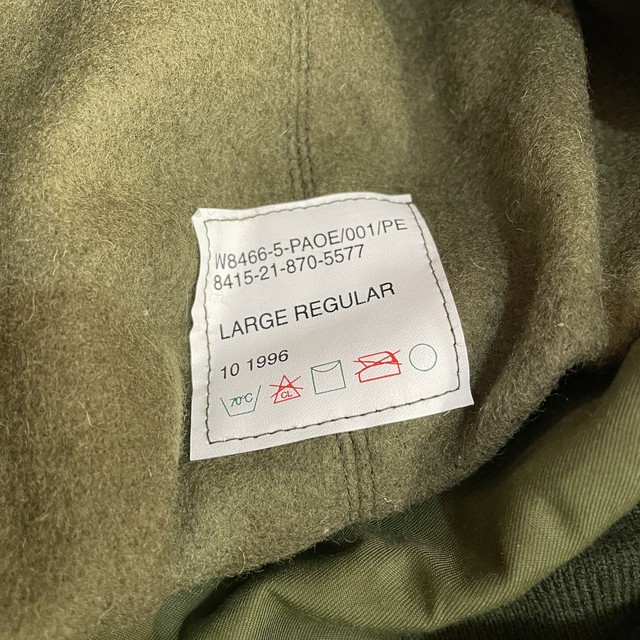 W8466-5-PAOE/001/PE
8415-21-870-5577
LARGE REGULAR
10 1996
70°C CL